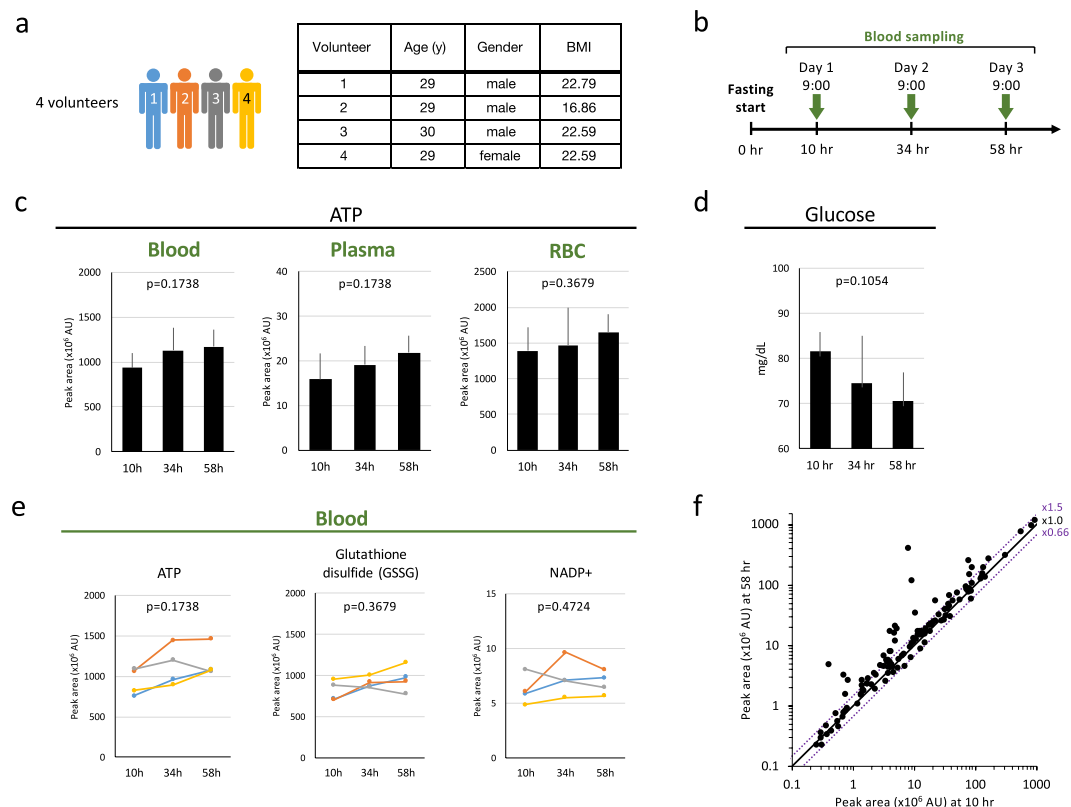 a
4 volunteers
1 2 3 4
Volunteer Age (y) Gender BMI
1 29 male 22.79
2 29 male 16.86
3 30 male 22.59
4 29 female 22.59
b
Blood sampling
Day 1 Day 2 Day 3
9:00 9:00 9:00
Fasting
start
0 hr 10 hr 34 hr 58 hr
c
ATP
Blood
p=0.1738
Peak area (x10⁶ AU)
2000
1500
1000
500
0
10h 34h 58h
Plasma
p=0.1738
Peak area (x10⁶ AU)
40
30
20
10
0
10h 34h 58h
RBC
p=0.3679
Peak area (x10⁶ AU)
2500
2000
1500
1000
500
0
10h 34h 58h
d
Glucose
p=0.1054
mg/dL
100
90
80
70
60
10 hr 34 hr 58 hr
e
Blood
ATP
p=0.1738
Peak area (x10⁶ AU)
2000
1500
1000
500
0
10h 34h 58h
Glutathione
disulfide (GSSG)
p=0.3679
Peak area (x10⁶ AU)
2000
1500
1000
500
0
10h 34h 58h
NADP+
p=0.4724
Peak area (x10⁶ AU)
15
10
5
0
10h 34h 58h
f
x1.5
x1.0
x0.66
Peak area (x10⁶ AU) at 58 hr
1000
100
10
1
0.1
0.1 1 10 100 1000
Peak area (x10⁶ AU) at 10 hr